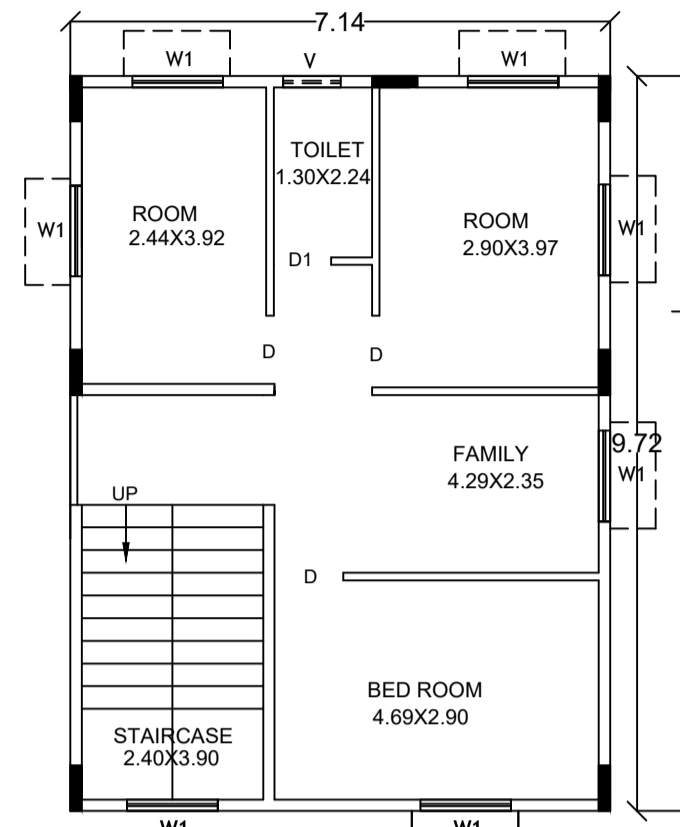 7.14
W1
V
W1
TOILET
1.30X2.24
ROOM
2.44X3.92
ROOM
2.90X3.97
W1
W1
D1
D
D
FAMILY
4.29X2.35
9.72
W1
UP
D
BED ROOM
4.69X2.90
STAIRCASE
2.40X3.90
W1
W1